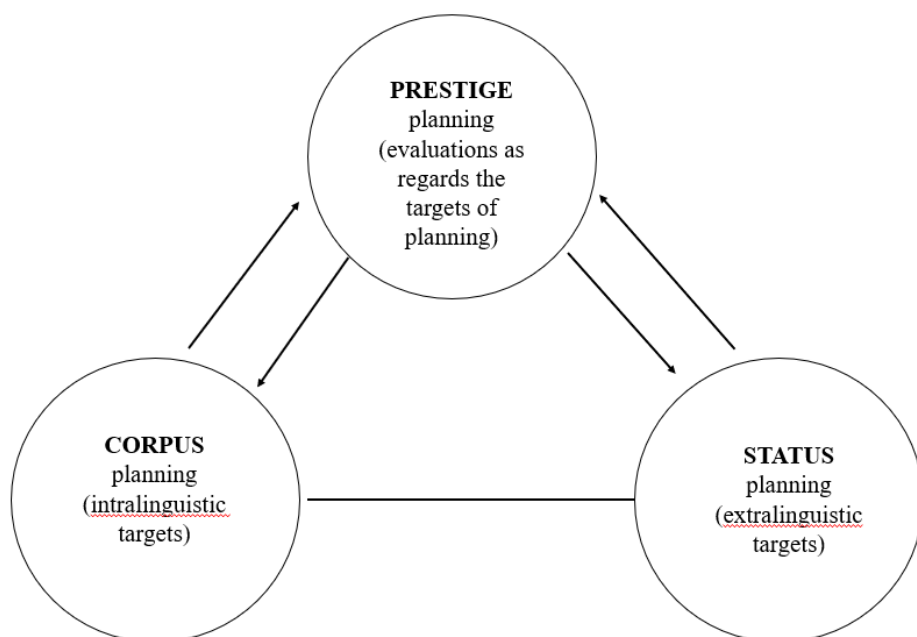 PRESTIGE
planning
(evaluations as
regards the
targets of
planning)
CORPUS
planning
(intralinguistic
targets)
STATUS
planning
(extralinguistic
targets)